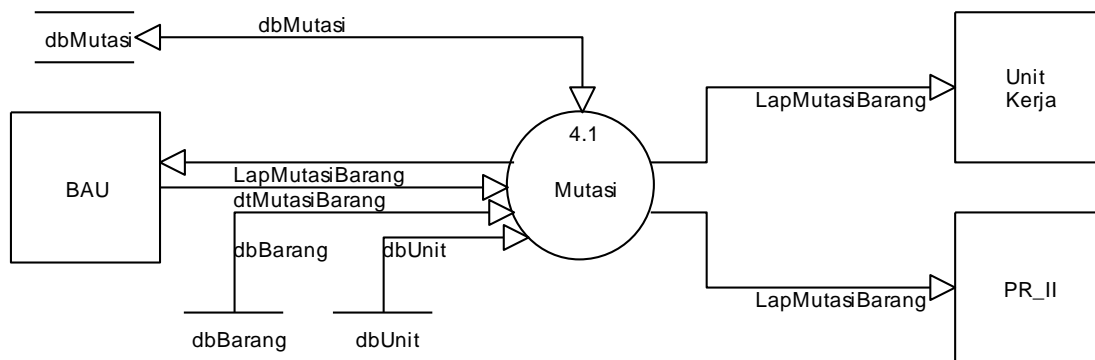 dbMutasi
dbMutasi
4.1
Mutasi
BAU
LapMutasiBarang
dtMutasiBarang
dbBarang
dbUnit
dbBarang
dbUnit
LapMutasiBarang
Unit
Kerja
LapMutasiBarang
PR_II